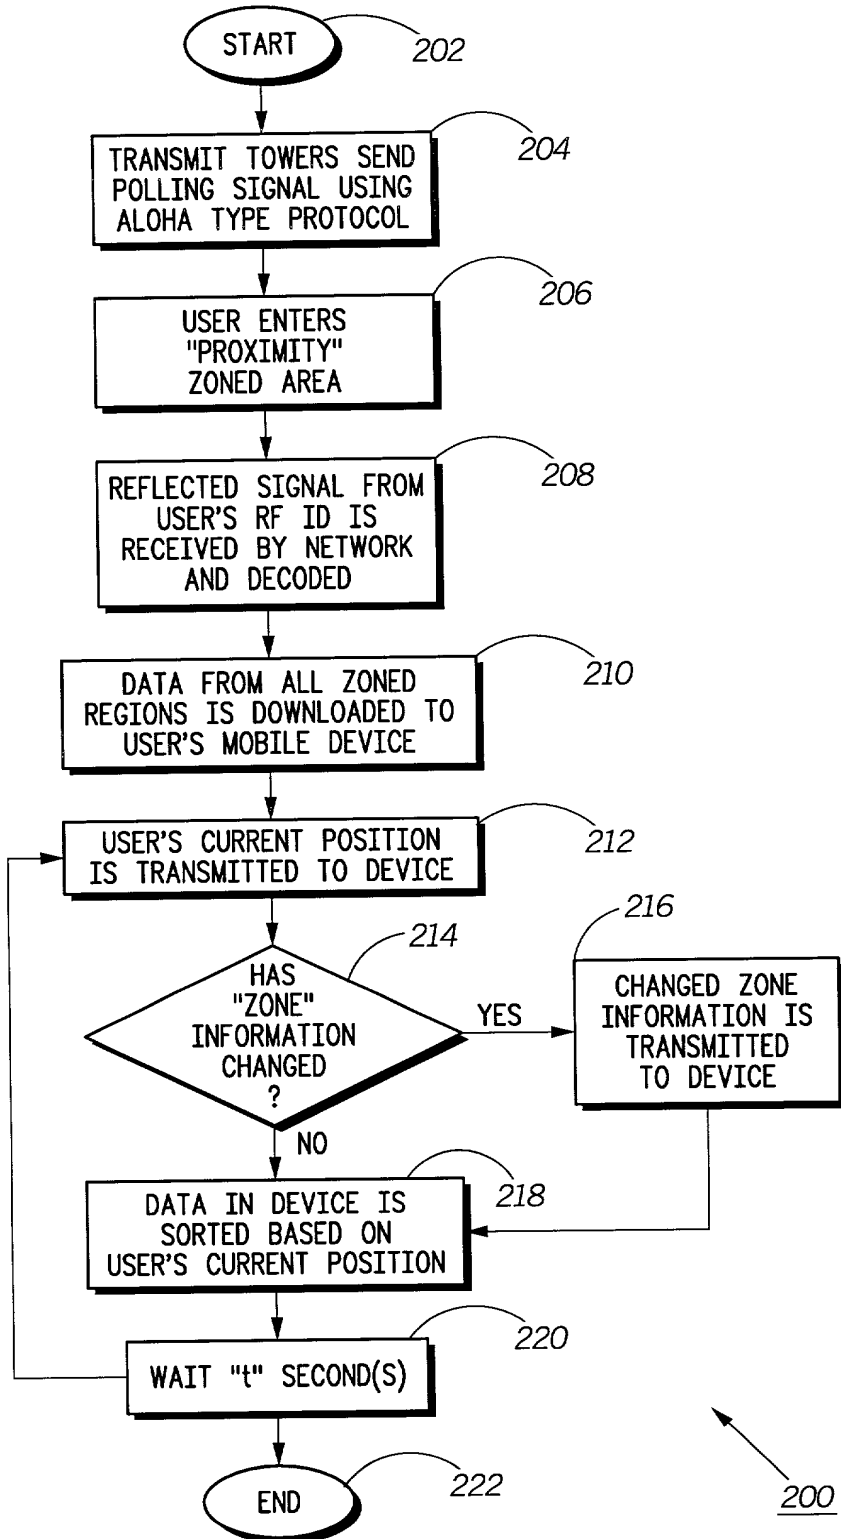 START
202
TRANSMIT TOWERS SEND
POLLING SIGNAL USING
ALOHA TYPE PROTOCOL
204
USER ENTERS
"PROXIMITY"
ZONED AREA
206
REFLECTED SIGNAL FROM
USER'S RF ID IS
RECEIVED BY NETWORK
AND DECODED
208
DATA FROM ALL ZONED
REGIONS IS DOWNLOADED TO
USER'S MOBILE DEVICE
210
USER'S CURRENT POSITION
IS TRANSMITTED TO DEVICE
212
HAS
"ZONE"
INFORMATION
CHANGED
?
214
YES
CHANGED ZONE
INFORMATION IS
TRANSMITTED
TO DEVICE
216
NO
DATA IN DEVICE IS
SORTED BASED ON
USER'S CURRENT POSITION
218
WAIT "t" SECOND(S)
220
END
222
200